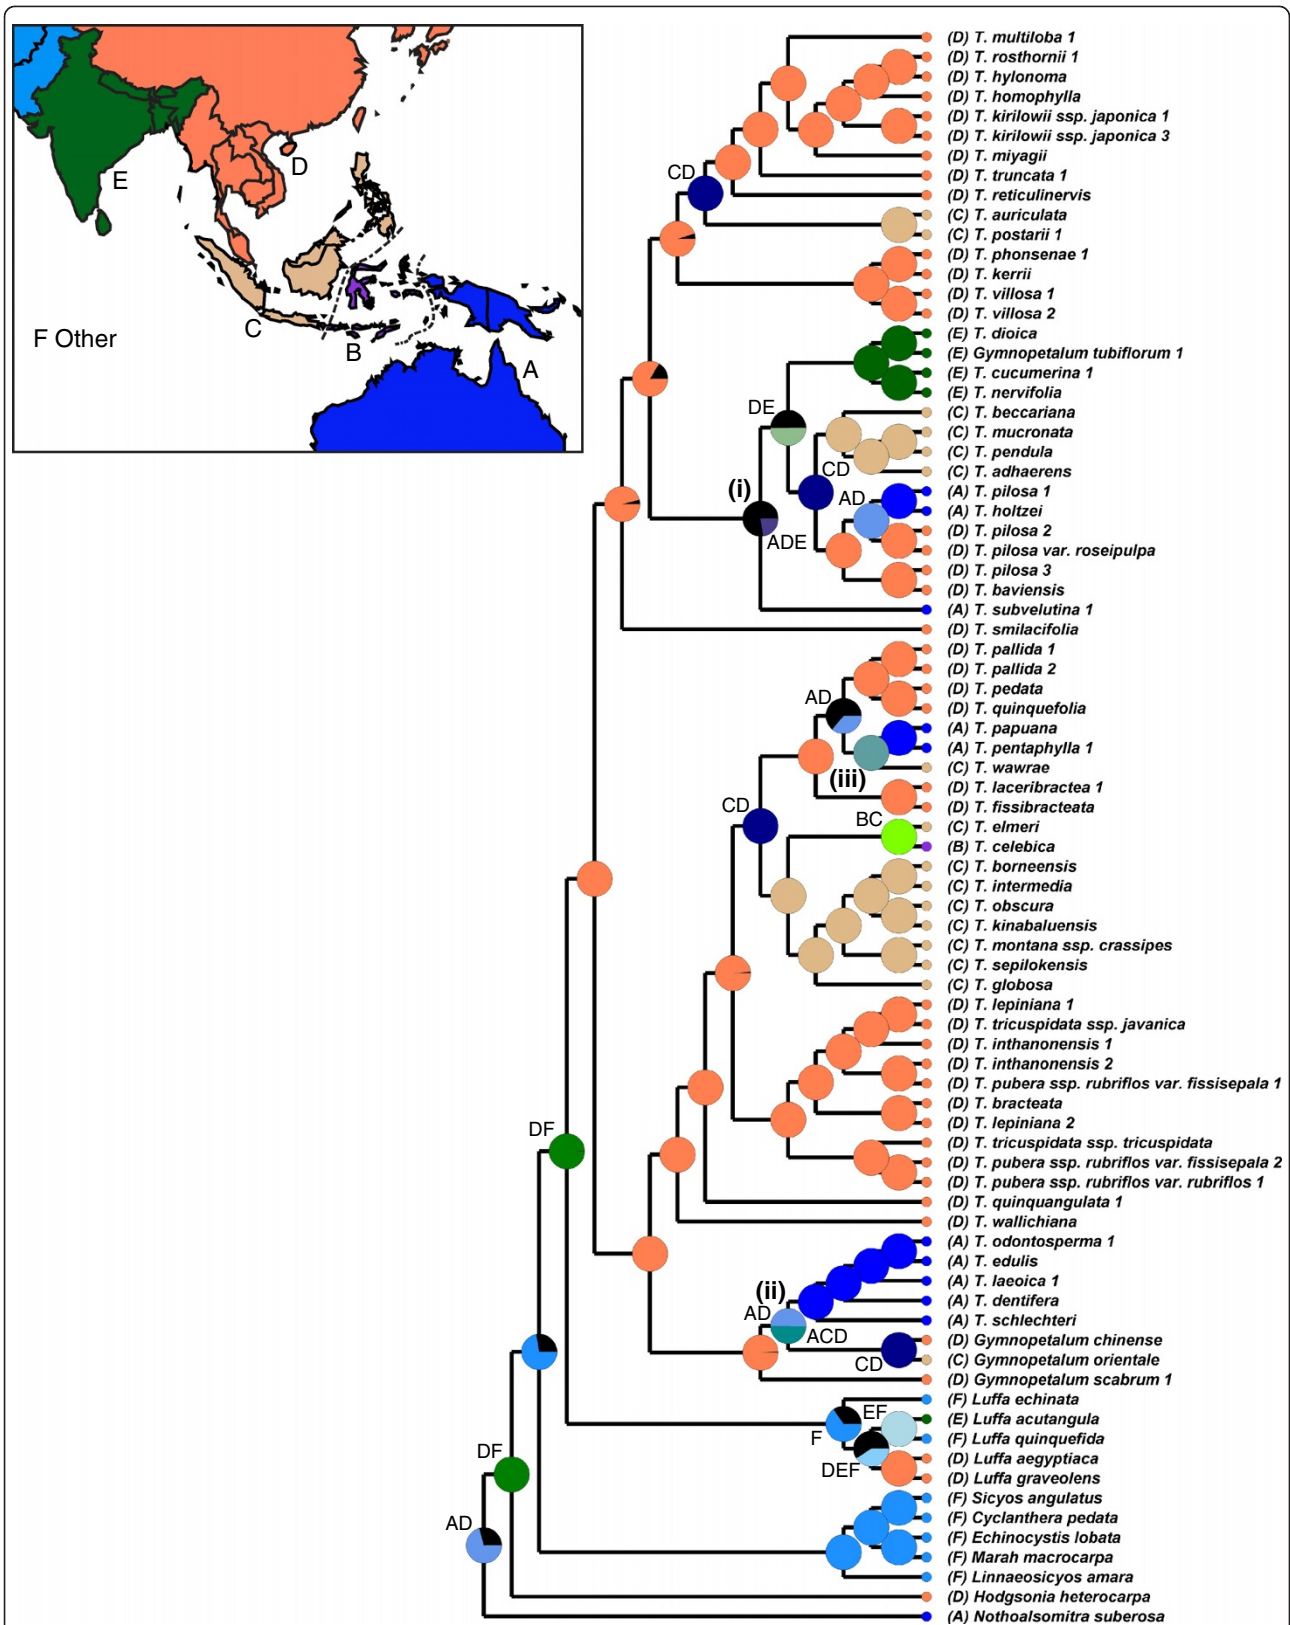 E
D
C
B
A
F Other
(D) T. multiloba 1
(D) T. rosthornii 1
(D) T. hylonoma
(D) T. homophylla
(D) T. kirilowii ssp. japonica 1
(D) T. kirilowii ssp. japonica 3
(D) T. miyagii
CD
(D) T. truncata 1
(D) T. reticulinervis
(C) T. auriculata
(C) T. postarii 1
(D) T. phonsenae 1
(D) T. kerrii
(D) T. villosa 1
(D) T. villosa 2
(E) T. dioica
(E) Gymnopetalum tubiflorum 1
(E) T. cucumerina 1
(E) T. nervifolia
DE
(C) T. beccariana
(C) T. mucronata
(C) T. pendula
CD
(C) T. adhaerens
(i)
AD
(A) T. pilosa 1
(A) T. holtzei
(D) T. pilosa 2
ADE
(D) T. pilosa var. roseipulpa
(D) T. pilosa 3
(D) T. baviensis
(A) T. subvelutina 1
(D) T. smilacifolia
(D) T. pallida 1
(D) T. pallida 2
(D) T. pedata
AD
(D) T. quinquefolia
(A) T. papuana
(A) T. pentaphylla 1
(C) T. wawrae
(iii)
(D) T. laceribractea 1
CD
(D) T. fissibracteata
BC
(C) T. elmeri
(B) T. celebica
(C) T. borneensis
(C) T. intermedia
(C) T. obscura
(C) T. kinabaluensis
(C) T. montana ssp. crassipes
(C) T. sepilokensis
(C) T. globosa
(D) T. lepiniana 1
(D) T. tricuspidata ssp. javanica
(D) T. inthanonensis 1
(D) T. inthanonensis 2
(D) T. pubera ssp. rubriflos var. fissisepala 1
(D) T. bracteata
(D) T. lepiniana 2
DF
(D) T. tricuspidata ssp. tricuspidata
(D) T. pubera ssp. rubriflos var. fissisepala 2
(D) T. pubera ssp. rubriflos var. rubriflos 1
(D) T. quinquangulata 1
(D) T. wallichiana
(A) T. odontosperma 1
(A) T. edulis
(A) T. laeoica 1
(ii)
(A) T. dentifera
AD
(A) T. schlechteri
ACD
(D) Gymnopetalum chinense
CD
(C) Gymnopetalum orientale
(D) Gymnopetalum scabrum 1
(F) Luffa echinata
EF
(E) Luffa acutangula
F
(F) Luffa quinquefida
DF
DEF
(D) Luffa aegyptiaca
(D) Luffa graveolens
(F) Sicyos angulatus
(F) Cyclanthera pedata
AD
(F) Echinocystis lobata
(F) Marah macrocarpa
(F) Linnaeosicyos amara
(D) Hodgsonia heterocarpa
(A) Nothoalsomitra suberosa